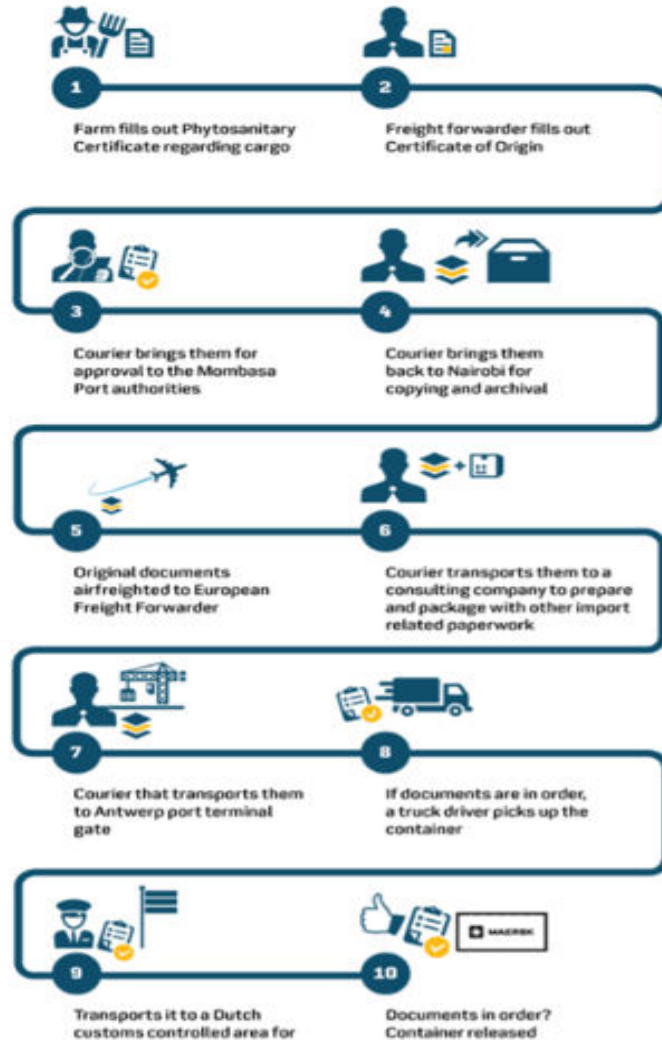 1
Farm fills out Phytosanitary
Certificate regarding cargo
2
Freight forwarder fills out
Certificate of Origin
3
Courier brings them for
approval to the Mombasa
Port authorities
4
Courier brings them
back to Nairobi for
copying and archival
5
Original documents
airfreighted to European
Freight Forwarder
6
Courier transports them to a
consulting company to prepare
and package with other import
related paperwork
7
Courier that transports them
to Antwerp port terminal
gate
8
If documents are in order,
a truck driver picks up the
container
MAERSK
9
Transports it to a Dutch
customs controlled area for
10
Documents in order?
Container released